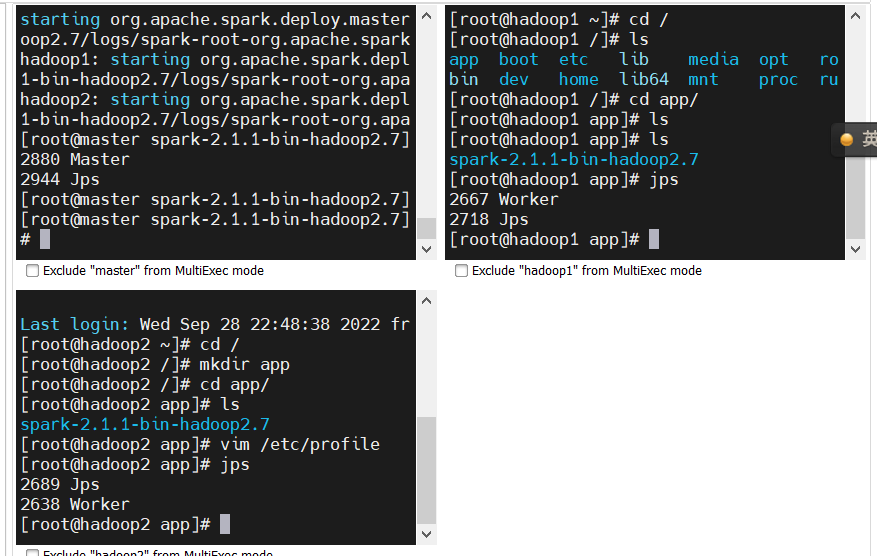 starting org.apache.spark.deploy.master
oop2.7/logs/spark-root-org.apache.spark
hadoop1: starting org.apache.spark.depl
1-bin-hadoop2.7/logs/spark-root-org.apa
hadoop2: starting org.apache.spark.depl
1-bin-hadoop2.7/logs/spark-root-org.apa
[root@master spark-2.1.1-bin-hadoop2.7]
2880 Master
2944 Jps
[root@master spark-2.1.1-bin-hadoop2.7]
[root@master spark-2.1.1-bin-hadoop2.7]
#
Exclude "master" from MultiExec mode
[root@hadoop1 ~]# cd /
[root@hadoop1 /]# ls
app boot etc lib media opt ro
bin dev home lib64 mnt proc ru
[root@hadoop1 /]# cd app/
[root@hadoop1 app]# ls
[root@hadoop1 app]# ls
spark-2.1.1-bin-hadoop2.7
[root@hadoop1 app]# jps
2667 Worker
2718 Jps
[root@hadoop1 app]#
Exclude "hadoop1" from MultiExec mode
英
Last login: Wed Sep 28 22:48:38 2022 fr
[root@hadoop2 ~]# cd /
[root@hadoop2 /]# mkdir app
[root@hadoop2 /]# cd app/
[root@hadoop2 app]# ls
spark-2.1.1-bin-hadoop2.7
[root@hadoop2 app]# vim /etc/profile
[root@hadoop2 app]# jps
2689 Jps
2638 Worker
[root@hadoop2 app]#
Exclude "hadoop2" from MultiExec mode